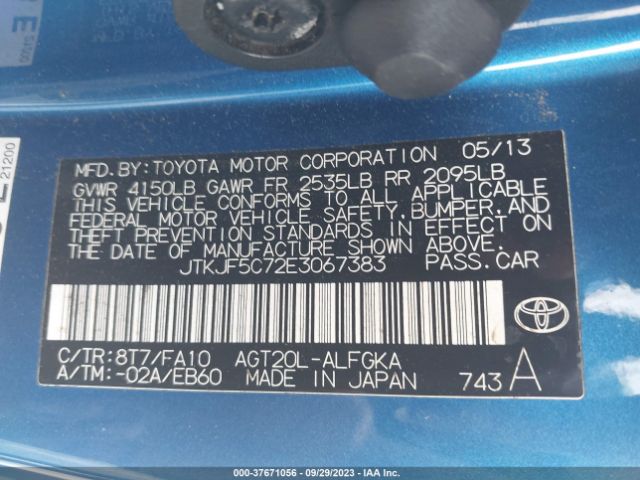 21200
MFD.BY:TOYOTA MOTOR CORPORATION 05/13
GVWR 4150LB GAWR FR 2535LB RR 2095LB
THIS VEHICLE CONFORMS TO ALL APPLICABLE
FEDERAL MOTOR VEHICLE SAFETY, BUMPER, AND
THEFT PREVENTION STANDARDS IN EFFECT ON
THE DATE OF MANUFACTURE SHOWN ABOVE.
JTKJF5C72E3067383 PASS.CAR
C/TR:8T7/FA10 AGT20L-ALFGKA
A/TM:-02A/EB60 MADE IN JAPAN 743 A
000-37671056 | 09/29/2023 | IAA Inc.